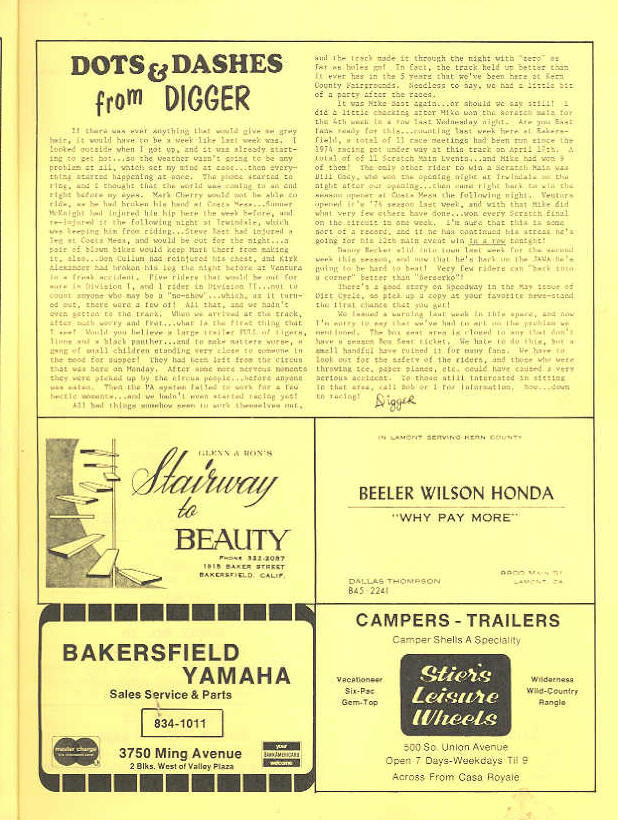 DOTS & DASHES
from DIGGER
If there was ever anything that would give me grey
hair, it would have to be a week like last week was. I
looked outside when I got up, and it was already start-
ing to get hot...so the weather wasn't going to be any
problem at all, which set my mind at ease...then every-
thing started happening at once. The phone started to
ring, and I thought that the world was coming to an end
right before my eyes. Mark Cherry would not be able to
ride, as he had broken his hand at Costa Mesa...Sumner
McKnight had injured his hip here the week before, and
re-injured it the following night at Irwindale, which
was keeping him from riding...Steve Bast had injured a
leg at Costa Mesa, and would be out for the night...a
pair of blown bikes would keep Mark Cherr from making
it, also...Don Cullum had reinjured his chest, and Kirk
Alexander had broken his leg the night before at Ventura
in a freak accident. Five riders that would be out for
sure in Division I, and 1 rider in Division II...not to
count anyone who may be a "no-show"...which, as it turn-
ed out, there were a few of! All that, and we hadn't
even gotten to the track. When we arrived at the track,
after much worry and fret...what is the first thing that
I see? Would you believe a large trailer FULL of tigers,
lions and a black panther...and to make matters worse, a
gang of small children standing very close to someone in
the mood for supper! They had been left from the circus
that was here on Monday. After some more nervous moments
they were picked up by the circus people...before anyone
was eaten. Then the PA system failed to work for a few
hectic moments...and we hadn't even started racing yet!
All had things somehow seem to work themselves out,
and the track made it through the night with "zero" as
far as holes go! In fact, the track held up better than
it ever has in the 5 years that we've been here at Kern
County Fairgrounds. Needless to say, we had a little bit
of a party after the races.
It was Mike Bast again...or should we say still! I
did a little checking after Mike won the scratch main for
the 4th week in a row last Wednesday night. Are you Bast
fans ready for this...counting last week here at Bakers-
field, a total of 11 race meetings had been run since the
1974 racing got under way at this track on April 17th. A
total of of 11 Scratch Main Events...and Mike had won 9
of them! The only other rider to win a Scratch Main was
Bill Cody, who won the opening night at Irwindale on the
night after our opening...then came right back to win the
season opener at Costa Mesa the following night. Ventura
opened it's '74 season last week, and with that Mike did
what very few others have done...won every Scratch final
on the circuit in one week. I'm sure that this is some
sort of a record, and if he has continued his streak he's
going for his 12th main event win in a row tonight!
Danny Becker slid into town last week for the second
week this season, and now that he's back on the JAWA he's
going to be hard to beat! Very few riders can "back into
a corner better than "Berserko"!
There's a good story on Speedway in the May issue of
Dirt Cycle, so pick up a copy at your favorite news-stand
the first chance that you get!
We issued a warning last week in this space, and now
I'm sorry to say that we've had to act on the problem we
mentioned. The box seat area is closed to any that don't
have a season Box Seat ticket. We hate to do this, but a
small handful have ruined it for many fans. We have to
look out for the safety of the riders, and those who were
throwing ice, paper planes, etc. could have caused a very
serious accident. To those still interested in sitting
in that area, call Bob or I for information. Now...down
to racing! Digger
GLENN & RON'S
Stairway
to
BEAUTY
PHONE 322-2087
1915 BAKER STREET
BAKERSFIELD, CALIF.
IN LAMONT SERVING KERN COUNTY
BEELER WILSON HONDA
"WHY PAY MORE"
DALLAS THOMPSON
845-2241
MAIN ST
LAMONT, CA
BAKERSFIELD
YAMAHA
Sales Service & Parts
834-1011
master charge
3750 Ming Avenue
2 Blks. West of Valley Plaza
your
BANKAMERICARD
welcome
CAMPERS - TRAILERS
Camper Shells A Speciality
Vacationeer
Six-Pac
Gem-Top
Stier's
Leisure
Wheels
Wilderness
Wild-Country
Rangle
500 So. Union Avenue
Open 7 Days-Weekdays Til 9
Across From Casa Royale